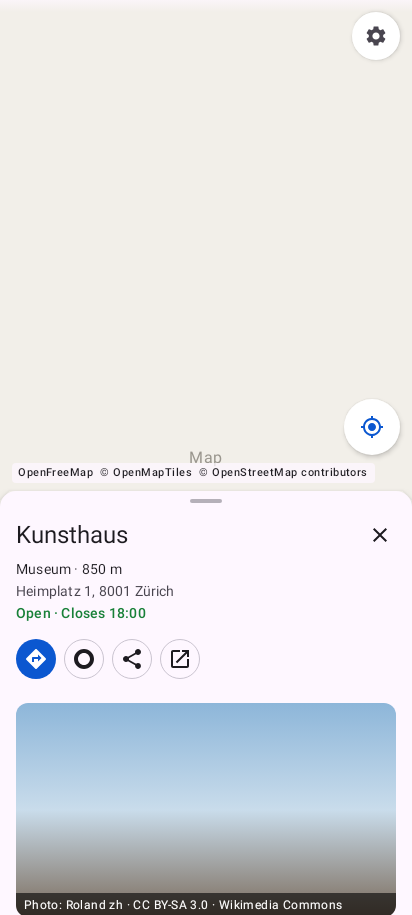 Map
OpenFreeMap © OpenMapTiles © OpenStreetMap contributors
Kunsthaus
Museum · 850 m
Heimplatz 1, 8001 Zürich
Open · Closes 18:00
Photo: Roland zh · CC BY-SA 3.0 · Wikimedia Commons